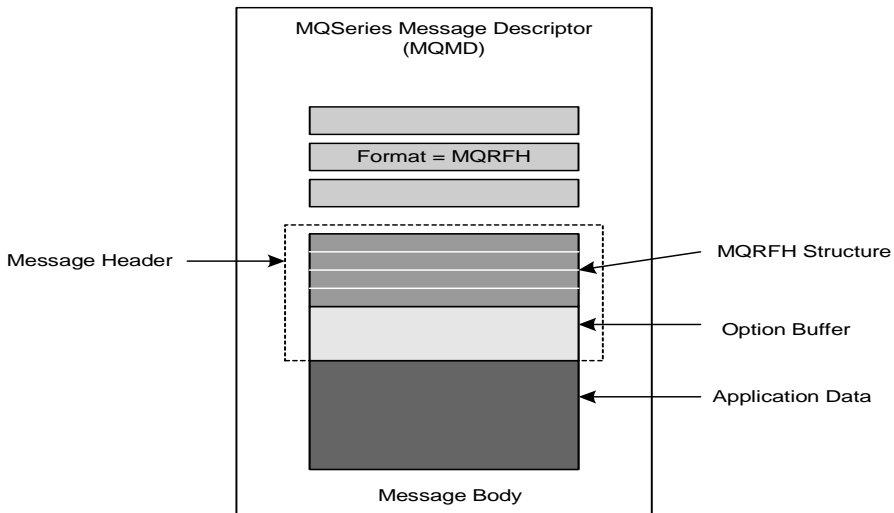 MQSeries Message Descriptor
(MQMD)
Format = MQRFH
Message Header
MQRFH Structure
Option Buffer
Application Data
Message Body